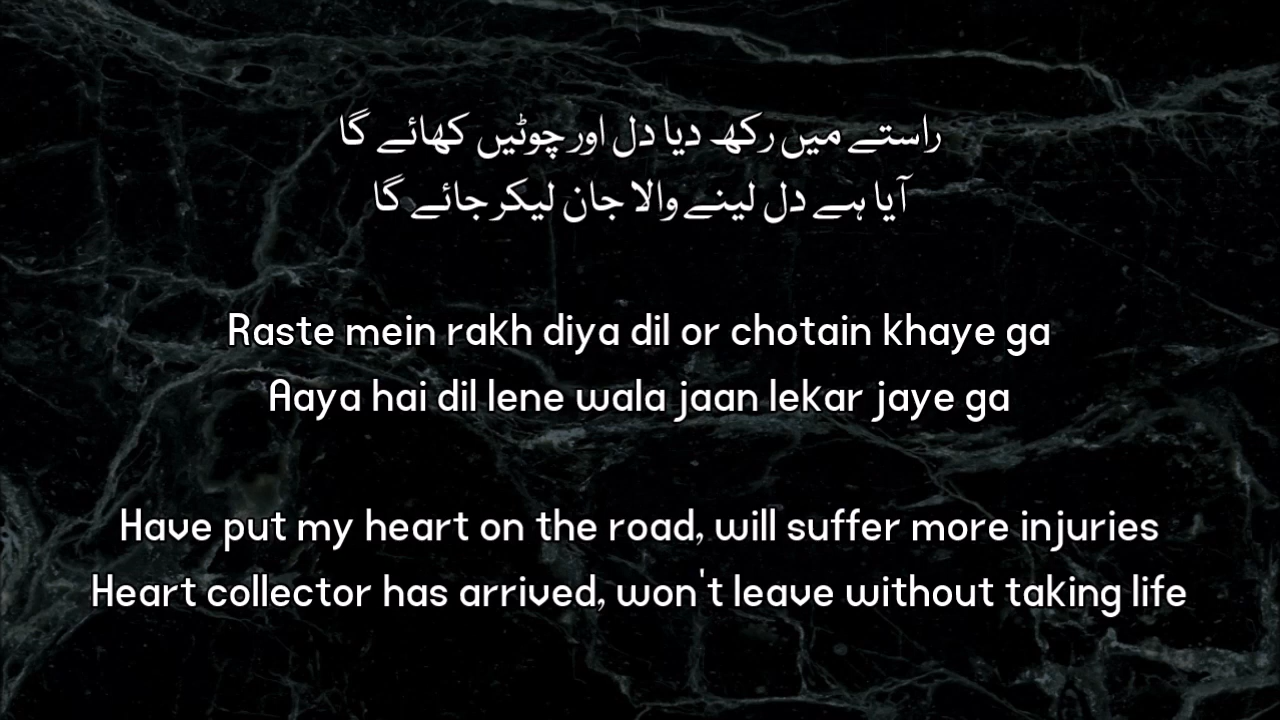 راستے میں رکھ دیا دل اور چوٹیں کھائے گا
آیا ہے دل لینے والا جان لیکر جائے گا
Raste mein rakh diya dil or chotain khaye ga
Aaya hai dil lene wala jaan lekar jaye ga
Have put my heart on the road, will suffer more injuries
Heart collector has arrived, won't leave without taking life